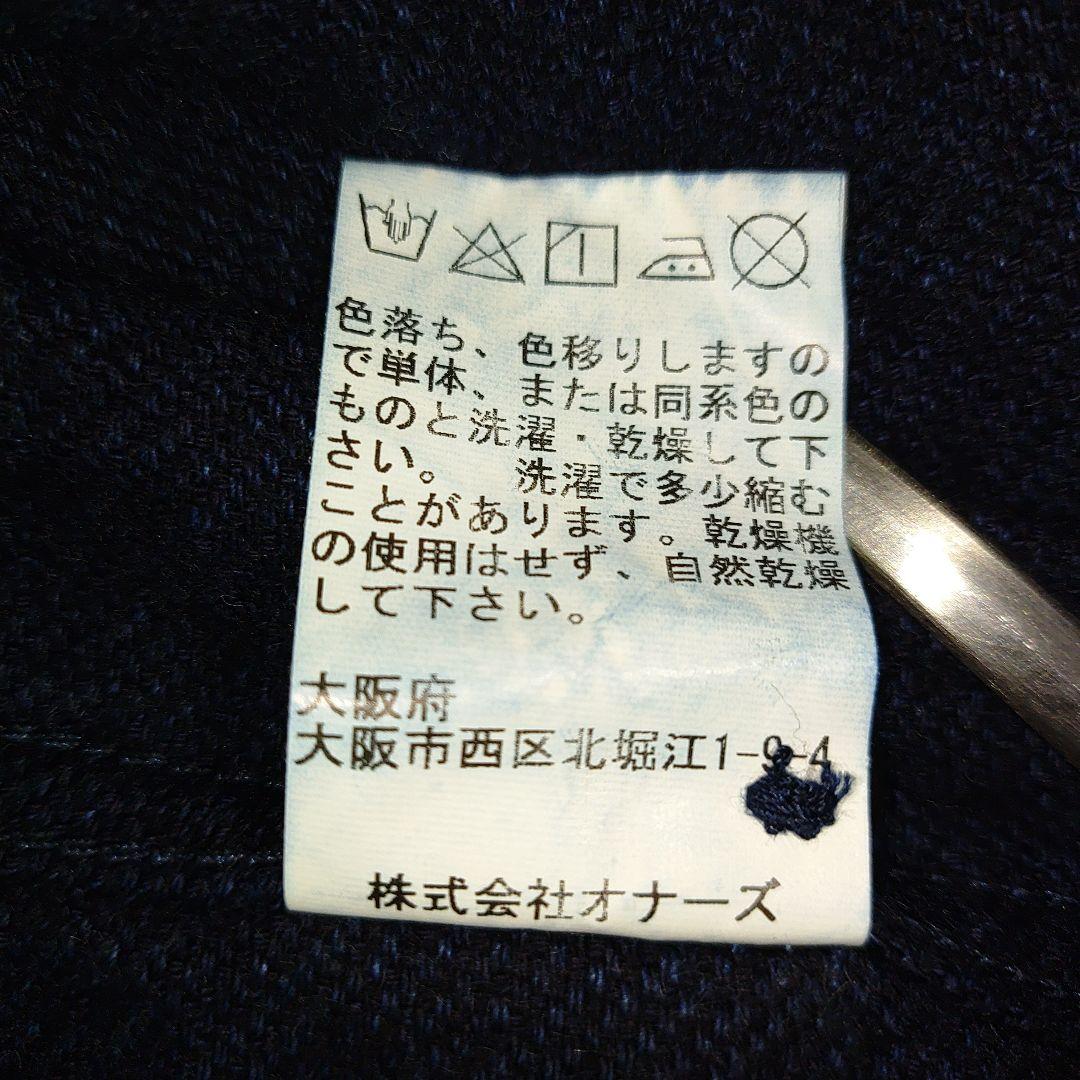 色落ち、色移りしますの
で単体、または同系色の
ものと洗濯・乾燥して下
さい。 洗濯で多少縮む
ことがあります。乾燥機
の使用はせず、自然乾燥
して下さい。
大阪府
大阪市西区北堀江1-9-4
株式会社オナーズ